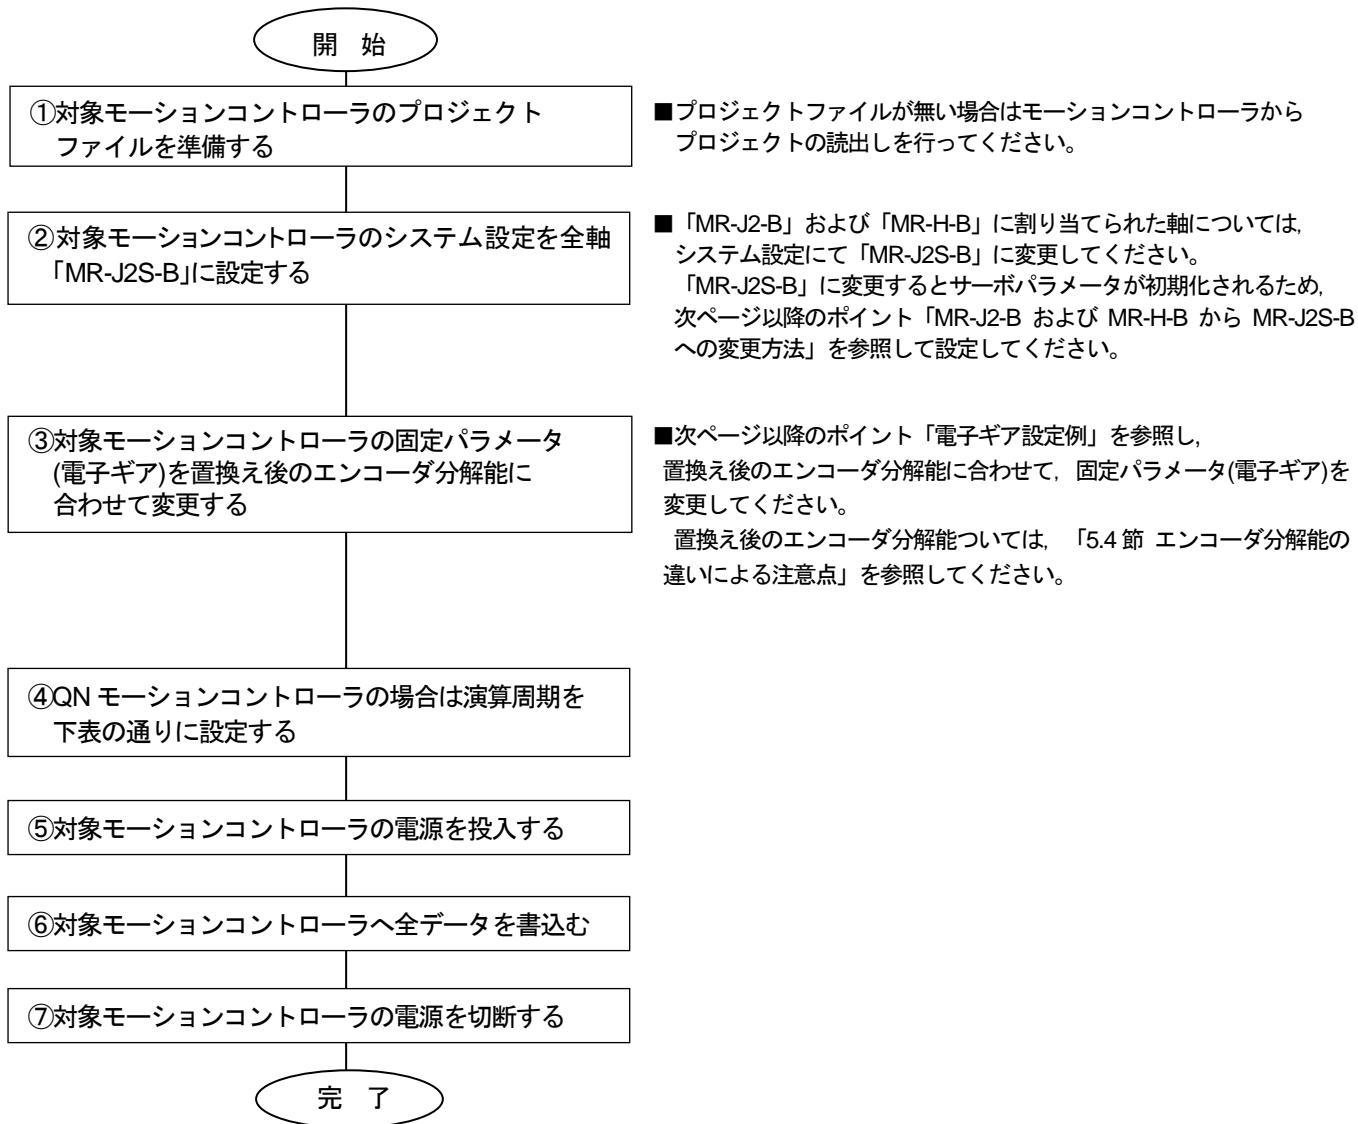 開 始
①対象モーションコントローラのプロジェクト
ファイルを準備する
■プロジェクトファイルが無い場合はモーションコントローラから
プロジェクトの読出しを行ってください。
②対象モーションコントローラのシステム設定を全軸
「MR-J2S-B」に設定する
■「MR-J2-B」および「MR-H-B」に割り当てられた軸については,
システム設定にて「MR-J2S-B」に変更してください。
「MR-J2S-B」に変更するとサーボパラメータが初期化されるため,
次ページ以降のポイント「MR-J2-B および MR-H-B から MR-J2S-B
への変更方法」を参照して設定してください。
③対象モーションコントローラの固定パラメータ
(電子ギア)を置換え後のエンコーダ分解能に
合わせて変更する
■次ページ以降のポイント「電子ギア設定例」を参照し,
置換え後のエンコーダ分解能に合わせて, 固定パラメータ(電子ギア)を
変更してください。
置換え後のエンコーダ分解能ついては, 「5.4 節 エンコーダ分解能の
違いによる注意点」を参照してください。
④QN モーションコントローラの場合は演算周期を
下表の通りに設定する
⑤対象モーションコントローラの電源を投入する
⑥対象モーションコントローラへ全データを書込む
⑦対象モーションコントローラの電源を切断する
完 了